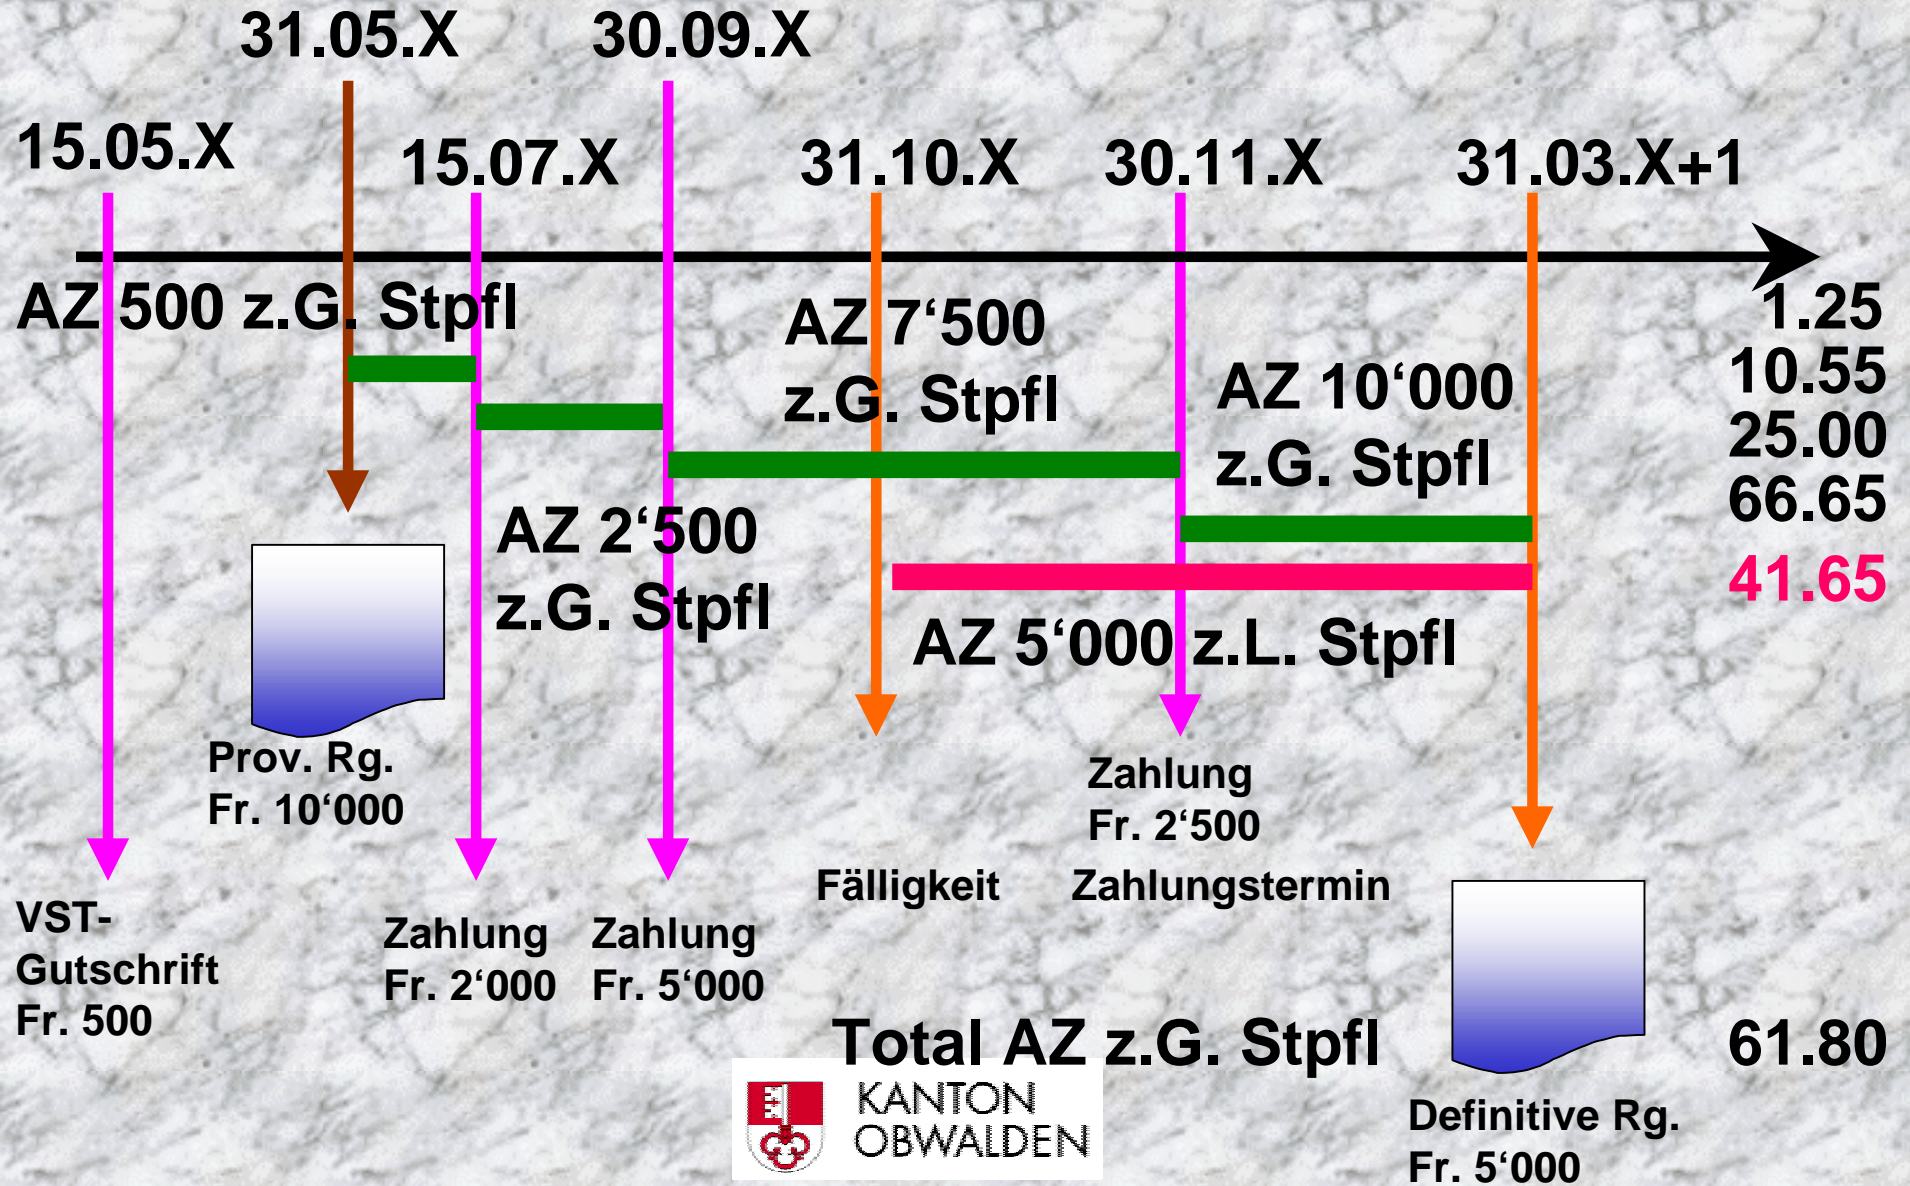 31.05.X
30.09.X
15.05.X
15.07.X
31.10.X
30.11.X
31.03.X+1
AZ 500 z.G. Stpfl
1.25
AZ 7‘500
z.G. Stpfl
10.55
AZ 10‘000
z.G. Stpfl
25.00
66.65
AZ 2‘500
z.G. Stpfl
41.65
AZ 5‘000 z.L. Stpfl
Prov. Rg.
Fr. 10‘000
Zahlung
Fr. 2‘500
Fälligkeit
Zahlungstermin
VST-
Gutschrift
Fr. 500
Zahlung
Fr. 2‘000
Zahlung
Fr. 5‘000
Total AZ z.G. Stpfl
61.80
KANTON
OBWALDEN
Definitive Rg.
Fr. 5‘000